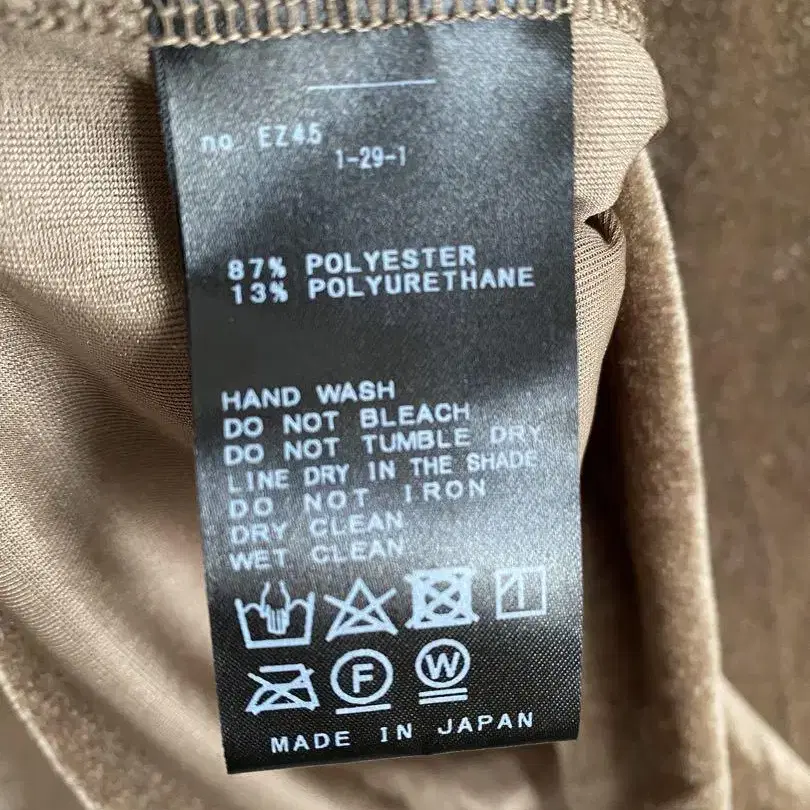 no. EZ45
1-29-1
87% POLYESTER
13% POLYURETHANE
HAND WASH
DO NOT BLEACH
DO NOT TUMBLE DRY
LINE DRY IN THE SHADE
DO NOT IRON
DRY CLEAN
WET CLEAN
F W
MADE IN JAPAN